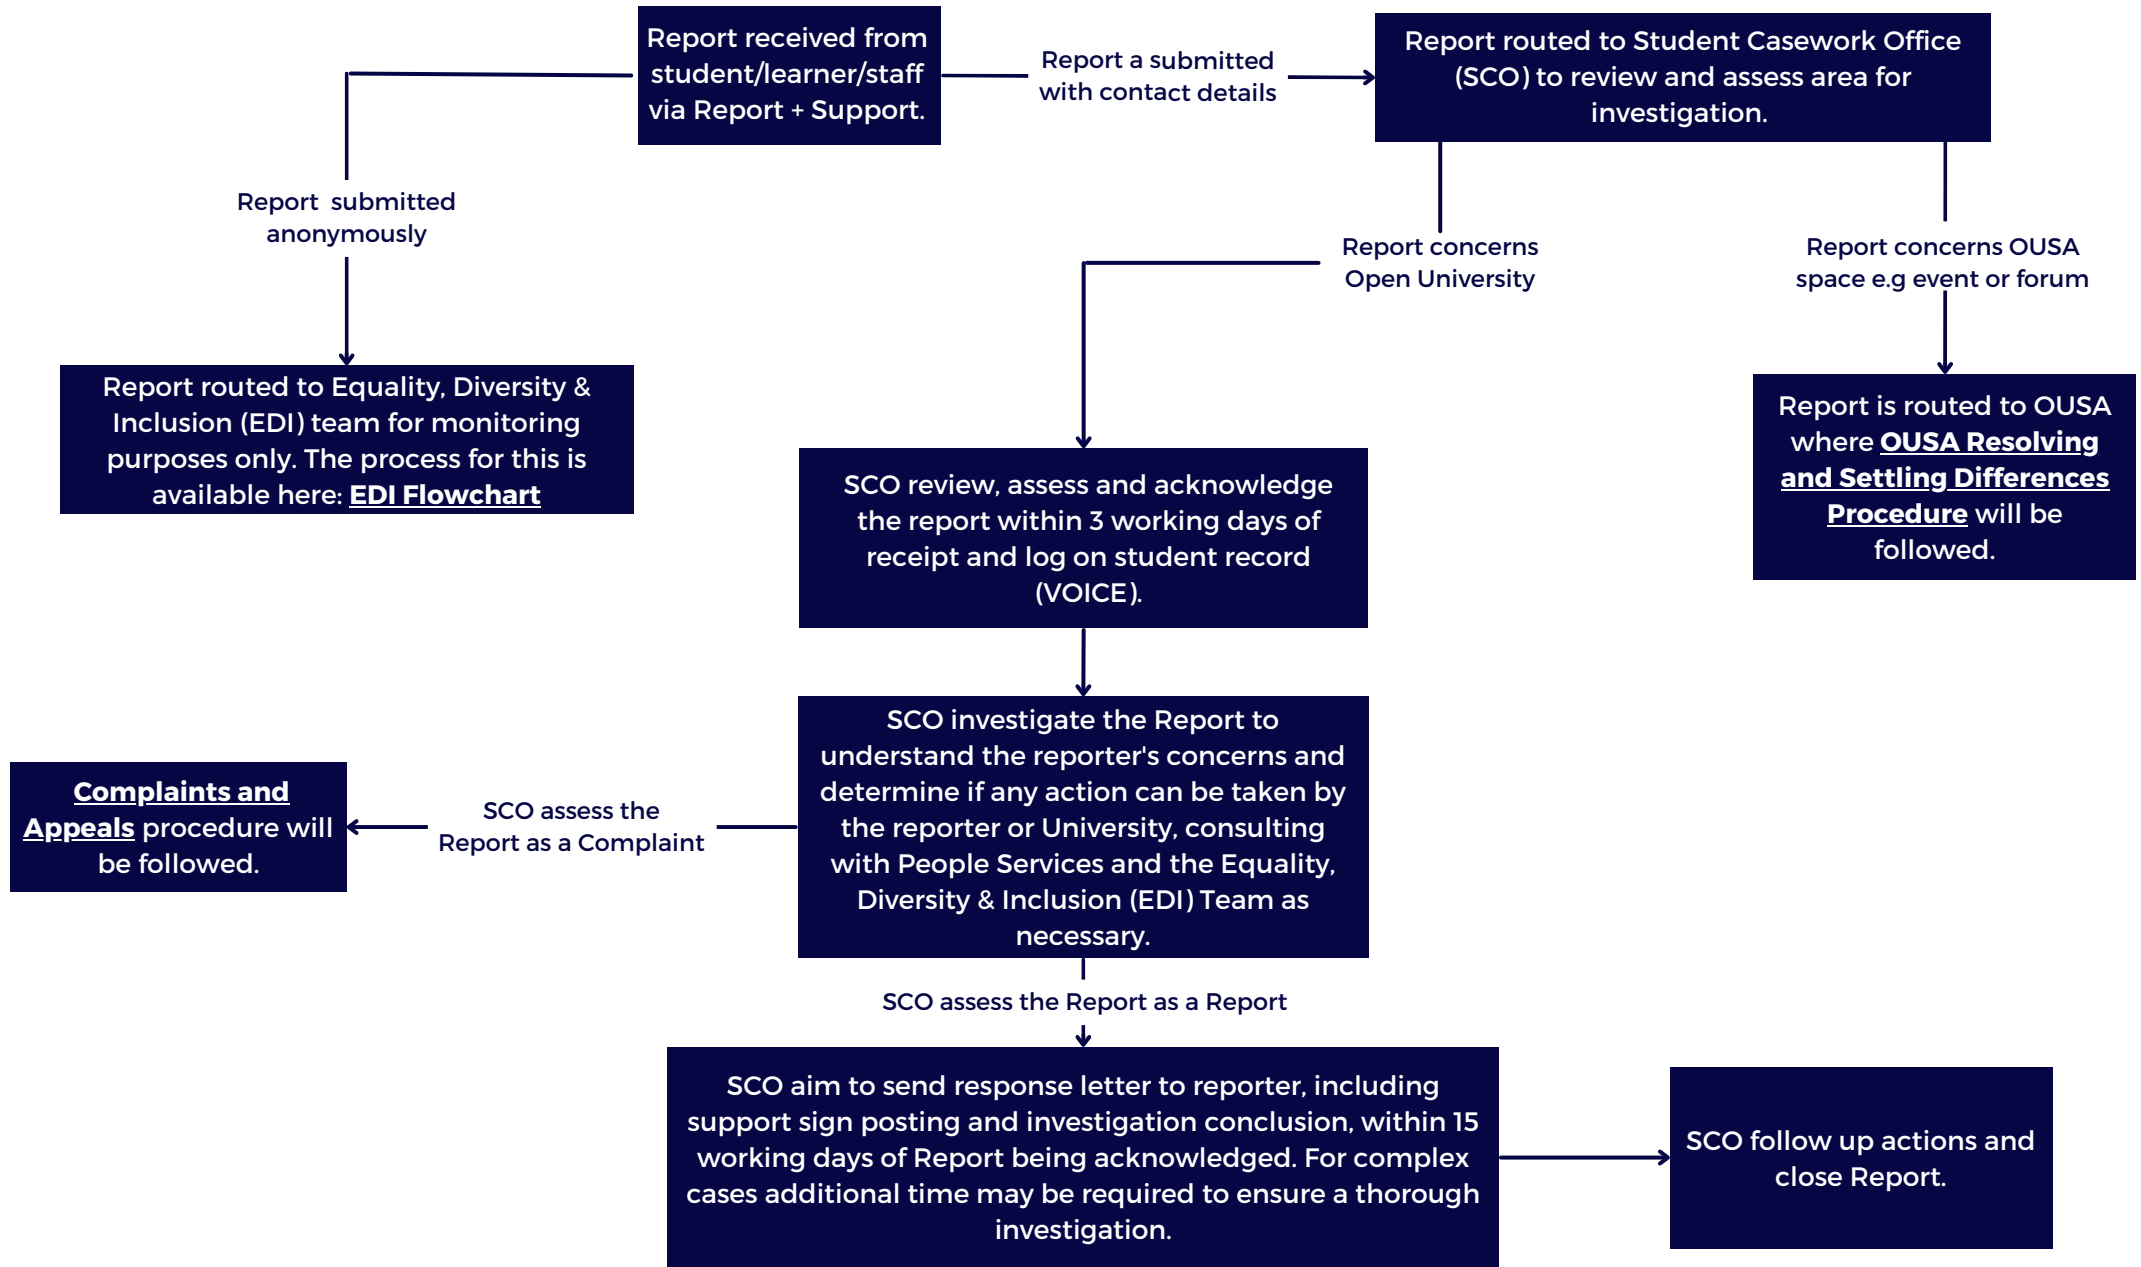 Report received from
student/learner/staff
via Report + Support.
Report a submitted
with contact details
Report routed to Student Casework Office
(SCO) to review and assess area for
investigation.
Report submitted
anonymously
Report concerns
Open University
Report concerns OUSA
space e.g event or forum
Report routed to Equality, Diversity &
Inclusion (EDI) team for monitoring
purposes only. The process for this is
available here: EDI Flowchart
Report is routed to OUSA
where OUSA Resolving
and Settling Differences
Procedure will be
followed.
SCO review, assess and acknowledge
the report within 3 working days of
receipt and log on student record
(VOICE).
SCO investigate the Report to
understand the reporter's concerns and
determine if any action can be taken by
the reporter or University, consulting
with People Services and the Equality,
Diversity & Inclusion (EDI) Team as
necessary.
SCO assess the
Report as a Complaint
Complaints and
Appeals procedure will
be followed.
SCO assess the Report as a Report
SCO aim to send response letter to reporter, including
support sign posting and investigation conclusion, within 15
working days of Report being acknowledged. For complex
cases additional time may be required to ensure a thorough
investigation.
SCO follow up actions and
close Report.